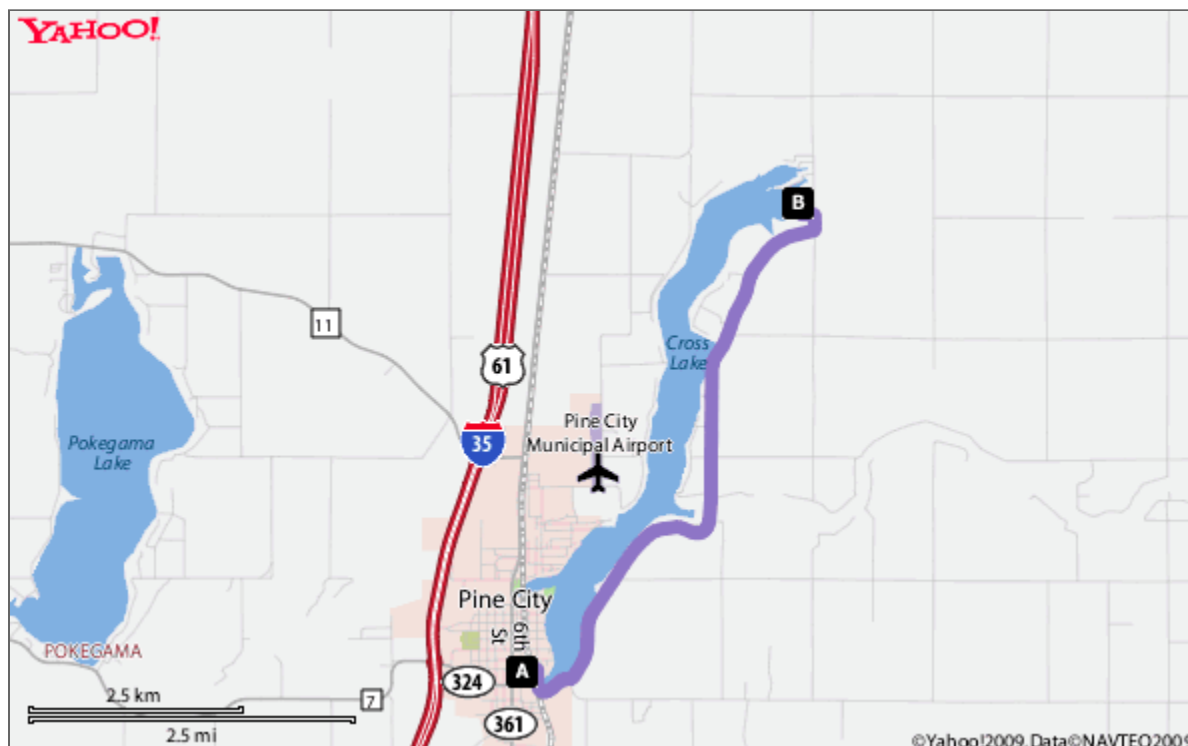 YAHOO!
B
11
Cross
Lake
61
Pine City
Municipal Airport
35
Pokegama
Lake
Pine City
6th
St
POKEGAMA
A
324
2.5 km
7
361
2.5 mi
©Yahoo!2009, Data©NAVTEQ2009